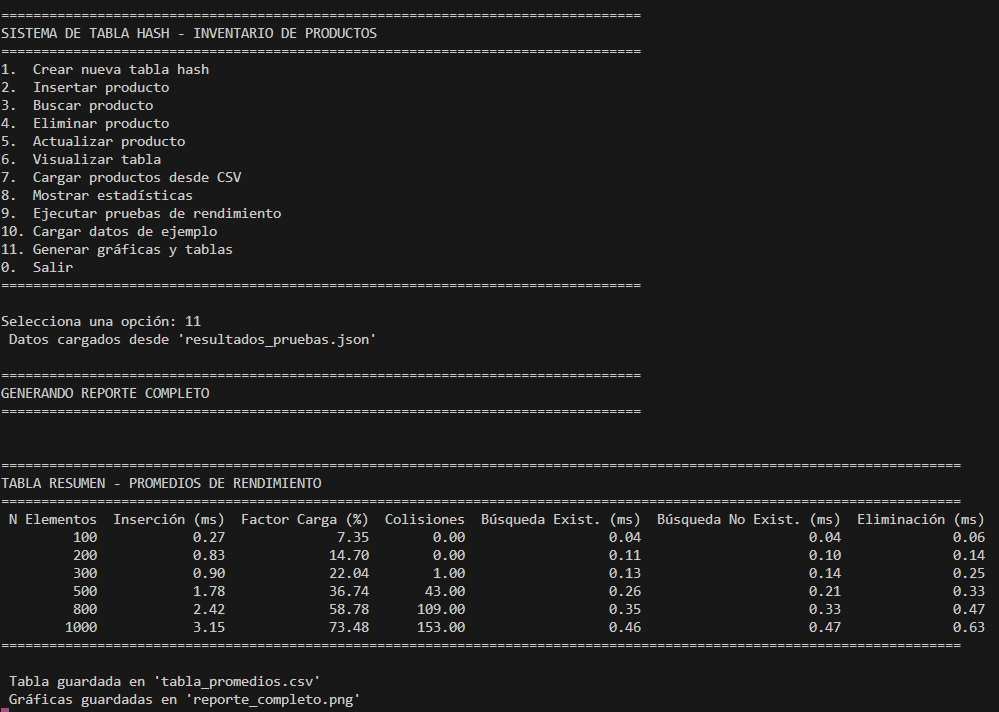 ================================================================================
SISTEMA DE TABLA HASH - INVENTARIO DE PRODUCTOS
================================================================================
1.  Crear nueva tabla hash
2.  Insertar producto
3.  Buscar producto
4.  Eliminar producto
5.  Actualizar producto
6.  Visualizar tabla
7.  Cargar productos desde CSV
8.  Mostrar estadísticas
9.  Ejecutar pruebas de rendimiento
10. Cargar datos de ejemplo
11. Generar gráficas y tablas
0.  Salir
================================================================================
Selecciona una opción: 11
Datos cargados desde 'resultados_pruebas.json'
================================================================================
GENERANDO REPORTE COMPLETO
================================================================================
========================================================================================================================
TABLA RESUMEN - PROMEDIOS DE RENDIMIENTO
========================================================================================================================
N Elementos  Inserción (ms)  Factor Carga (%)  Colisiones  Búsqueda Exist. (ms)  Búsqueda No Exist. (ms)  Eliminación (ms)
100  0.27  7.35  0.00  0.04  0.04  0.06
200  0.83  14.70  0.00  0.11  0.10  0.14
300  0.90  22.04  1.00  0.13  0.14  0.25
500  1.78  36.74  43.00  0.26  0.21  0.33
800  2.42  58.78  109.00  0.35  0.33  0.47
1000  3.15  73.48  153.00  0.46  0.47  0.63
========================================================================================================================
Tabla guardada en 'tabla_promedios.csv'
Gráficas guardadas en 'reporte_completo.png'